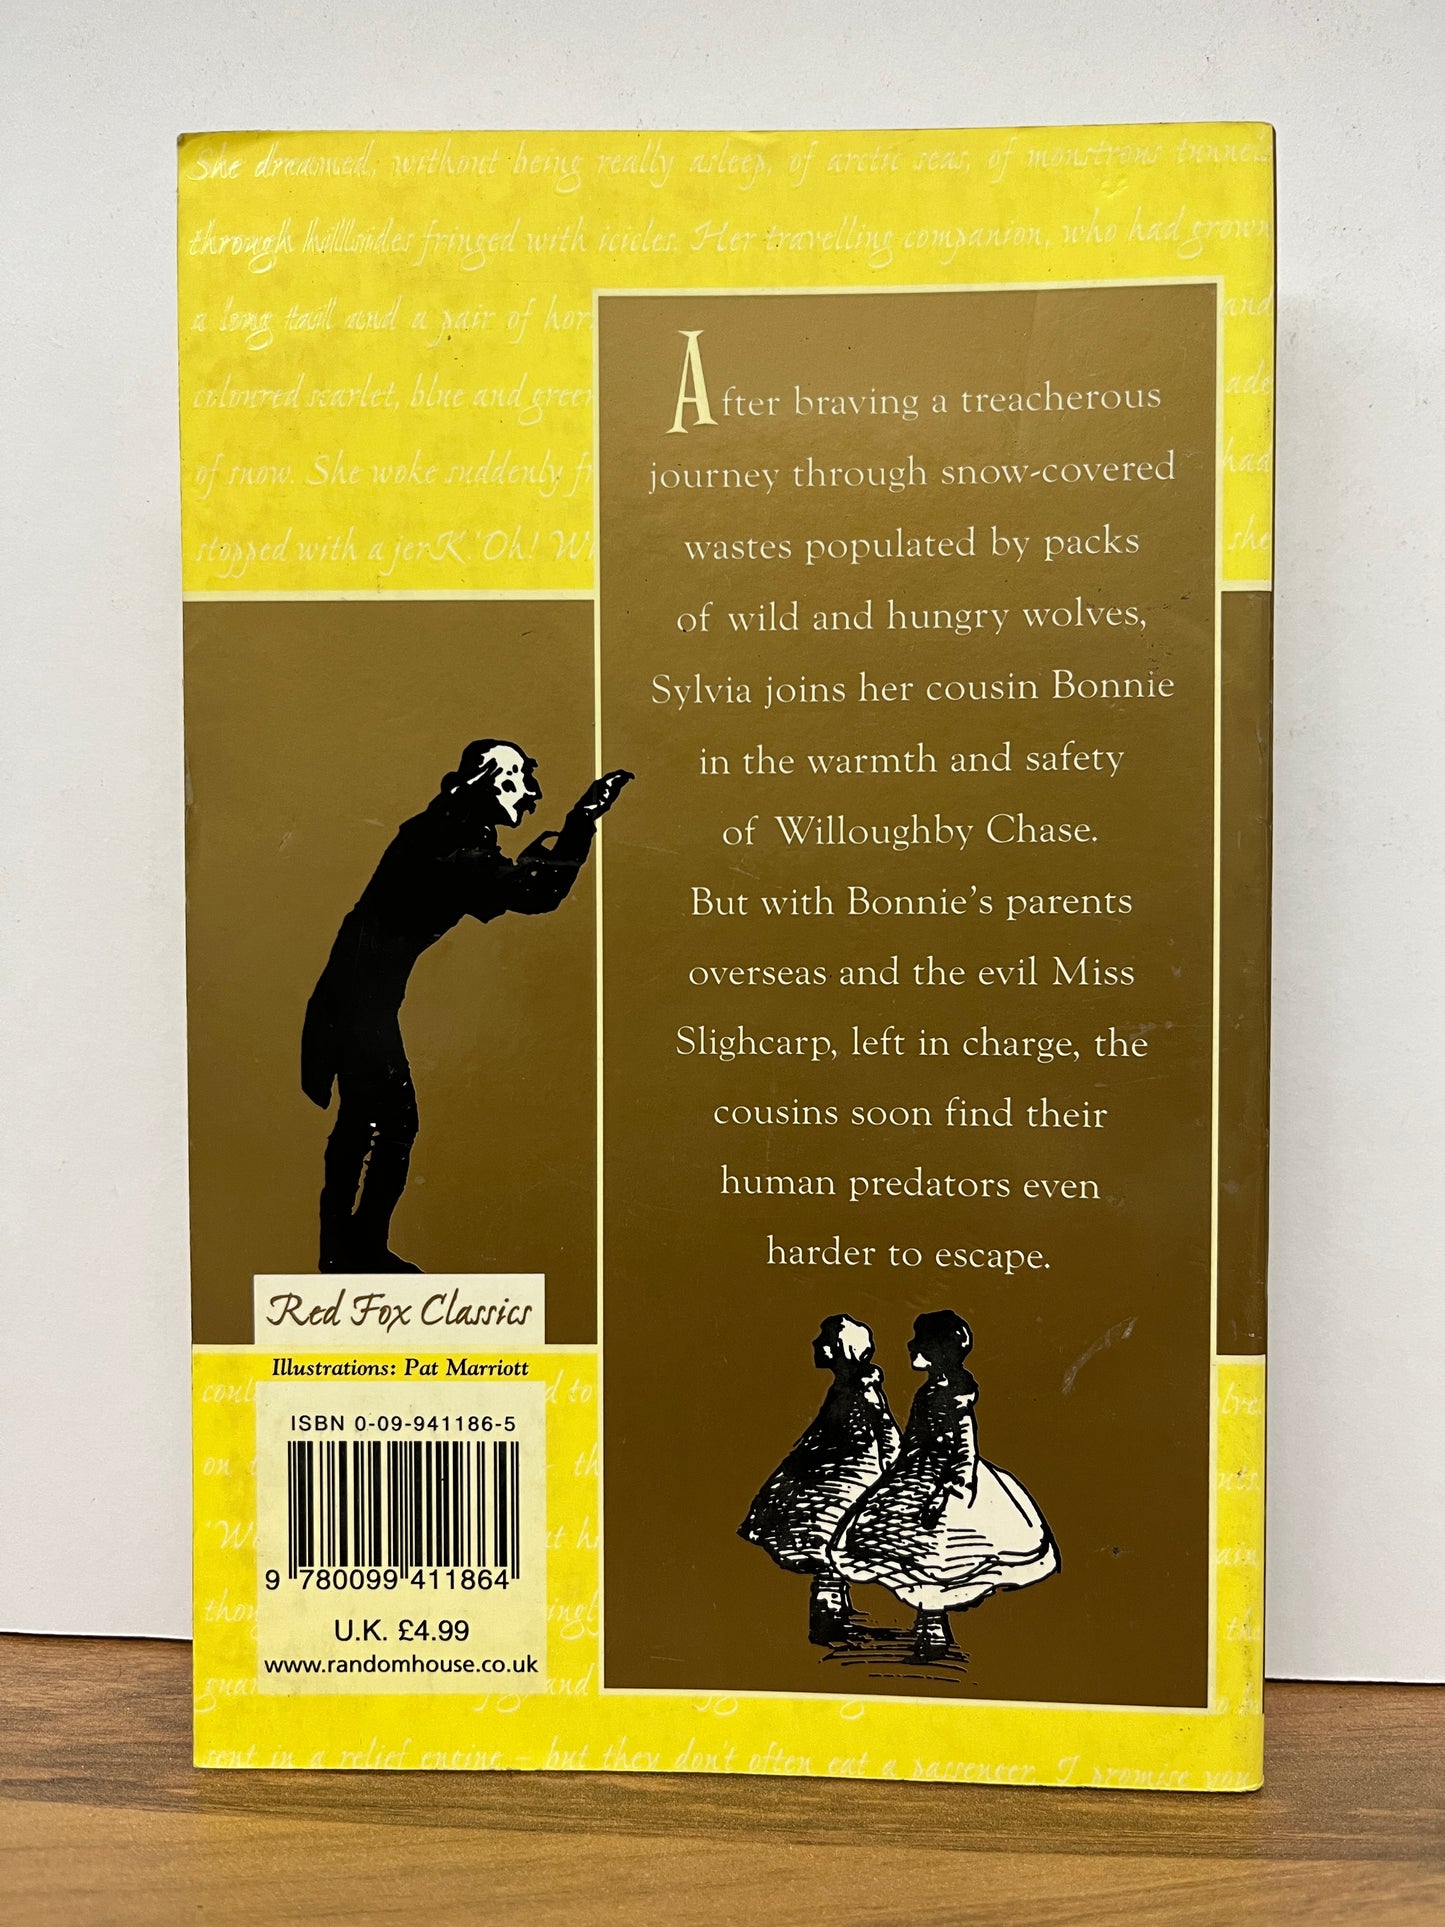 She dreamed, without being really asleep, of arctic seas, of monstrous
through hillsides fringed with icicles. Her travelling companion, who had grown
a long tail and a pair of and
coloured scarlet, blue and green
of snow. She woke suddenly had
stopped with a jerk. 'Oh! she
After braving a treacherous
journey through snow-covered
wastes populated by packs
of wild and hungry wolves,
Sylvia joins her cousin Bonnie
in the warmth and safety
of Willoughby Chase.
But with Bonnie's parents
overseas and the evil Miss
Slighcarp, left in charge, the
cousins soon find their
human predators even
harder to escape.
Red Fox Classics
Illustrations: Pat Marriott
ISBN 0-09-941186-5
9 780099 411864
U.K. £4.99
www.randomhouse.co.uk
and
sent in a relief engine – but they don't often eat a passenger. I promise you